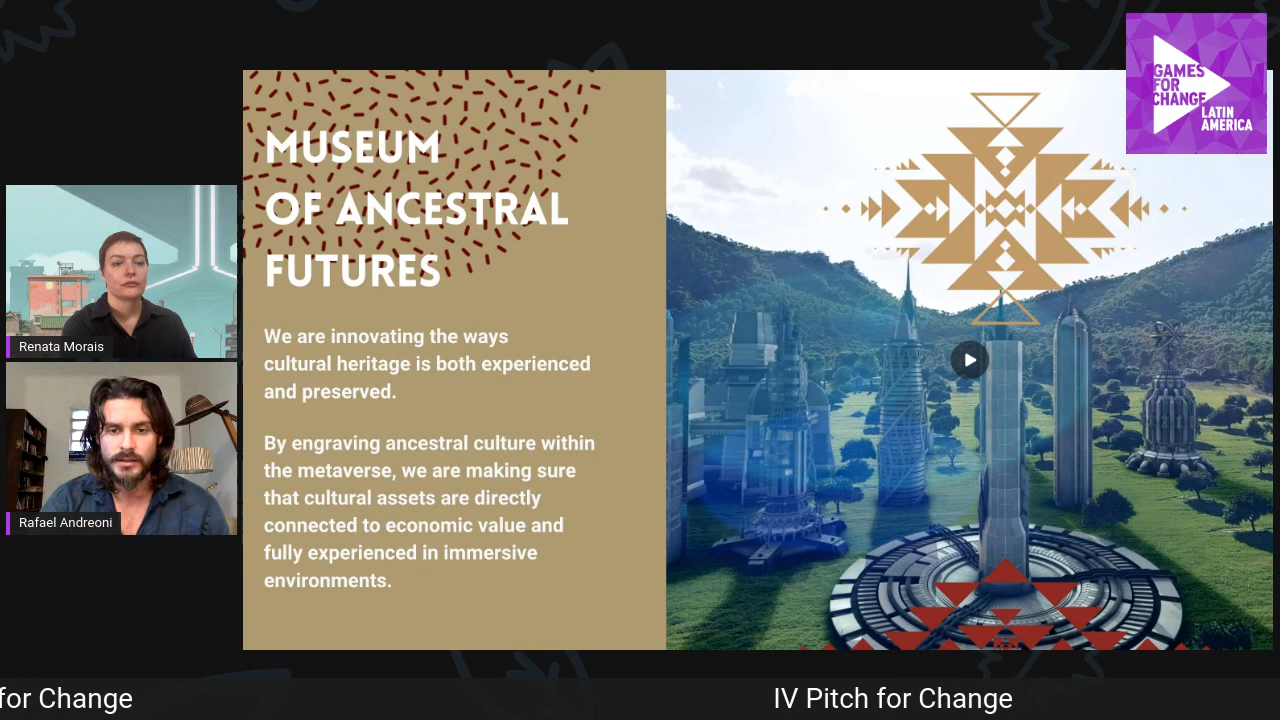 GAMES
FOR
CHANGE
LATIN
AMERICA
MUSEUM
OF ANCESTRAL
FUTURES
We are innovating the ways
cultural heritage is both experienced
and preserved.
By engraving ancestral culture within
the metaverse, we are making sure
that cultural assets are directly
connected to economic value and
fully experienced in immersive
environments.
Renata Morais
Rafael Andreoni
for Change
IV Pitch for Change